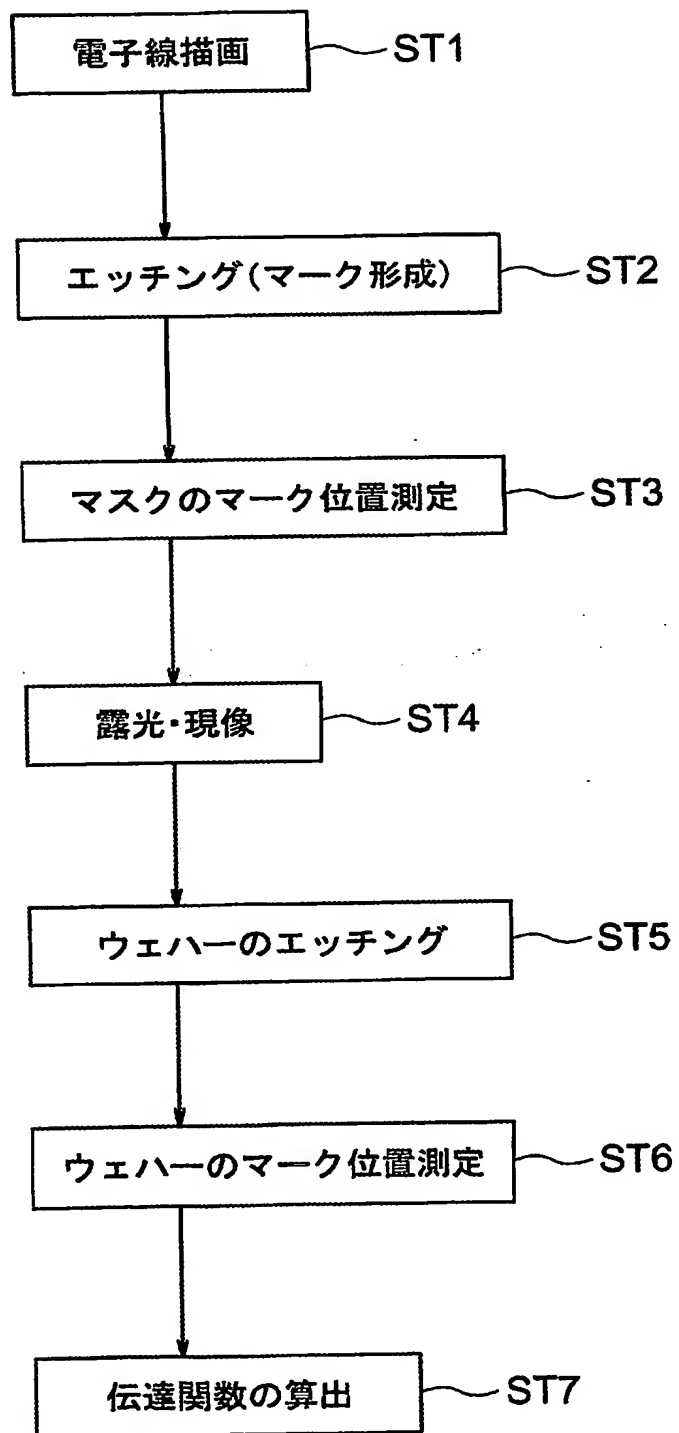 電子線描画 ST1
エッチング(マーク形成) ST2
マスクのマーク位置測定 ST3
露光・現像 ST4
ウェハーのエッチング ST5
ウェハーのマーク位置測定 ST6
伝達関数の算出 ST7